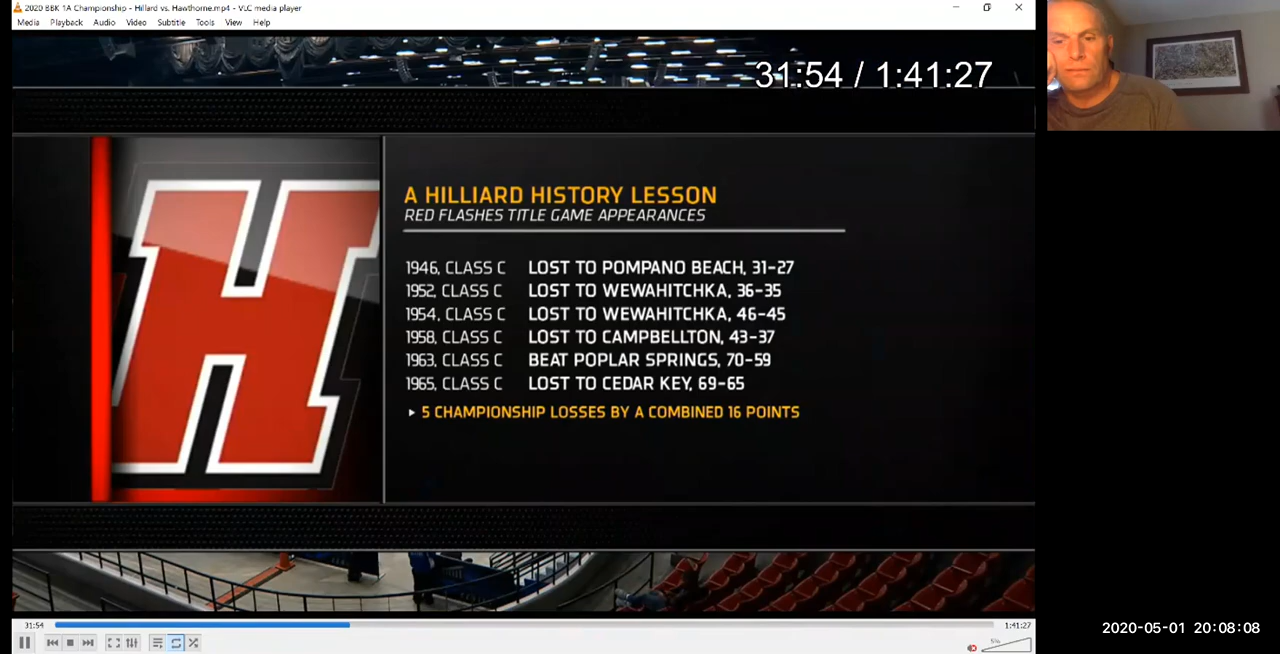 2020 BBK 1A Championship - Hillard vs. Hawthorne.mp4 - VLC media player
Media Playback Audio Video Subtitle Tools View Help
31:54 / 1:41:27
H
A HILLIARD HISTORY LESSON
RED FLASHES TITLE GAME APPEARANCES
1946, CLASS C LOST TO POMPANO BEACH, 31-27
1952, CLASS C LOST TO WEWAHITCHKA, 36-35
1954, CLASS C LOST TO WEWAHITCHKA, 46-45
1958, CLASS C LOST TO CAMPBELLTON, 43-37
1963, CLASS C BEAT POPLAR SPRINGS, 70-59
1965, CLASS C LOST TO CEDAR KEY, 69-65
5 CHAMPIONSHIP LOSSES BY A COMBINED 16 POINTS
31:54 1:41:27
5%
2020-05-01 20:08:08